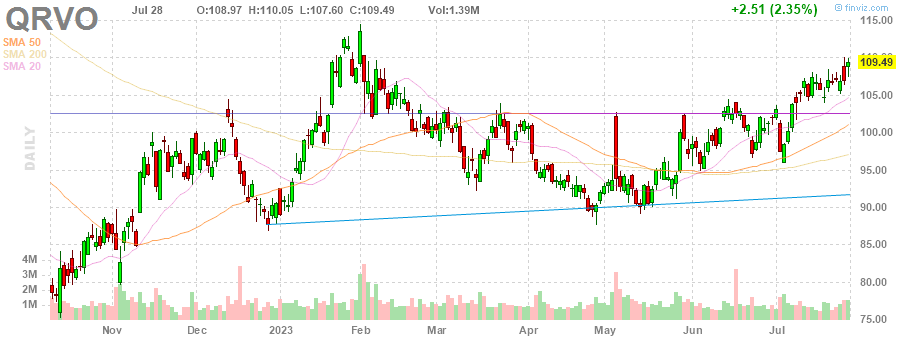 QRVO Jul 28 O:108.97 H:110.05 L:107.60 C:109.49 Vol:1.39M +2.51 (2.35%) finviz.com
SMA 50
SMA 200
SMA 20
DAILY
115.00
109.49
105.00
100.00
95.00
90.00
85.00
80.00
75.00
4M
3M
2M
1M
Nov Dec 2023 Feb Mar Apr May Jun Jul